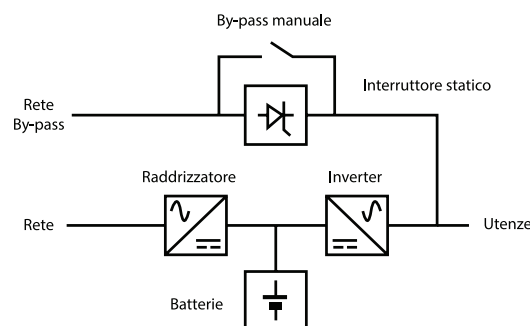 By-pass manuale
Interruttore statico
Rete
By-pass
Raddrizzatore
Inverter
Rete
Utenze
Batterie